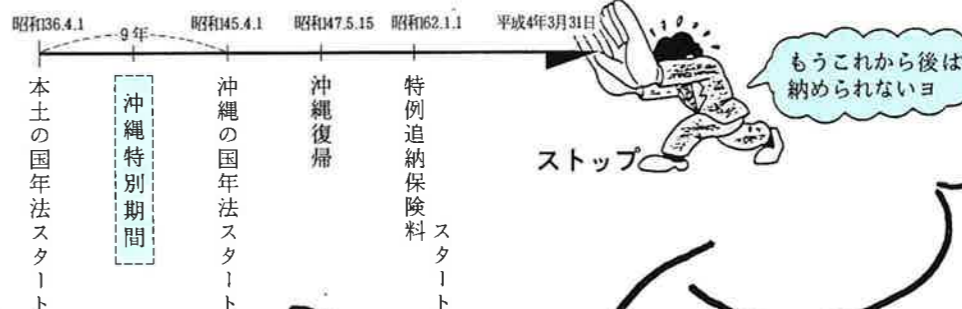 昭和36.4.1
昭和45.4.1
昭和47.5.15
昭和62.1.1
平成4年3月31日
9年
本土の国年法スタート
沖縄特別期間
沖縄の国年法スタート
沖縄復帰
特例追納保険料
スタート
ストップ
もうこれから後は
納められないヨ